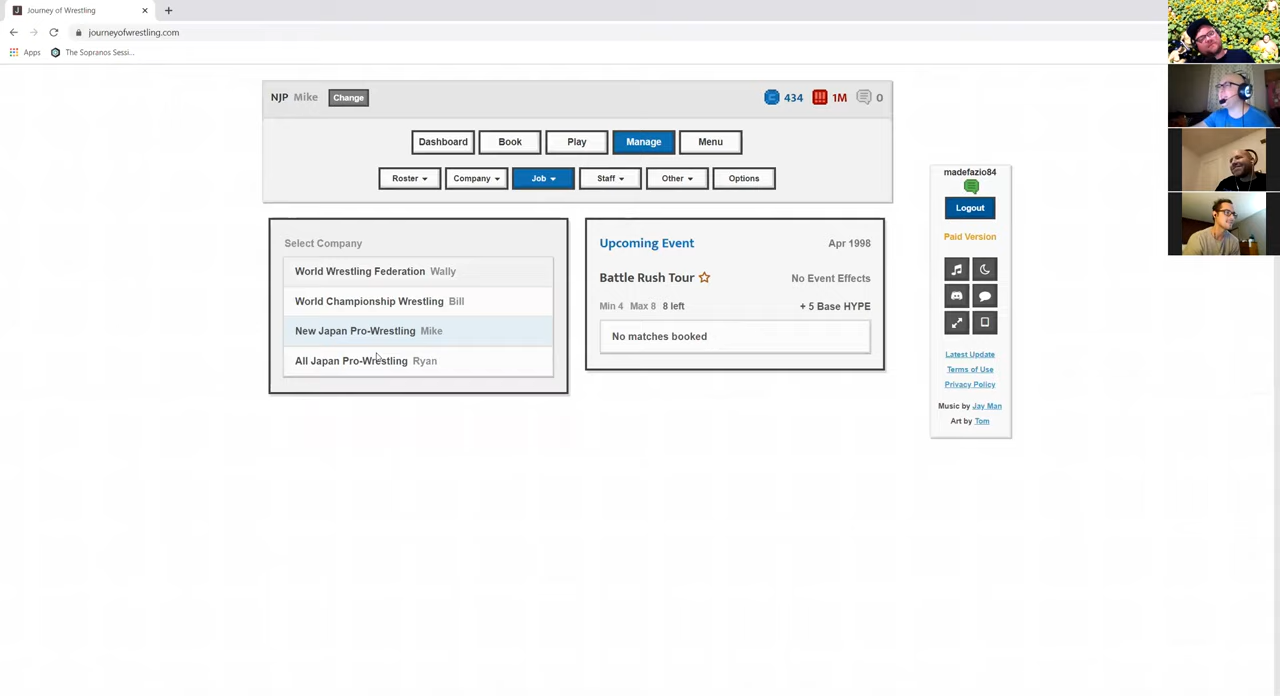 Journey of Wrestling
journeyofwrestling.com
Apps The Sopranos Sessi...
NJP Mike Change 434 1M 0
Dashboard Book Play Manage Menu
Roster Company Job Staff Other Options
Select Company
World Wrestling Federation Wally
World Championship Wrestling Bill
New Japan Pro-Wrestling Mike
All Japan Pro-Wrestling Ryan
Upcoming Event Apr 1998
Battle Rush Tour No Event Effects
Min 4 Max 8 8 left + 5 Base HYPE
No matches booked
madefazio84
Logout
Paid Version
Latest Update
Terms of Use
Privacy Policy
Music by Jay Man
Art by Tom